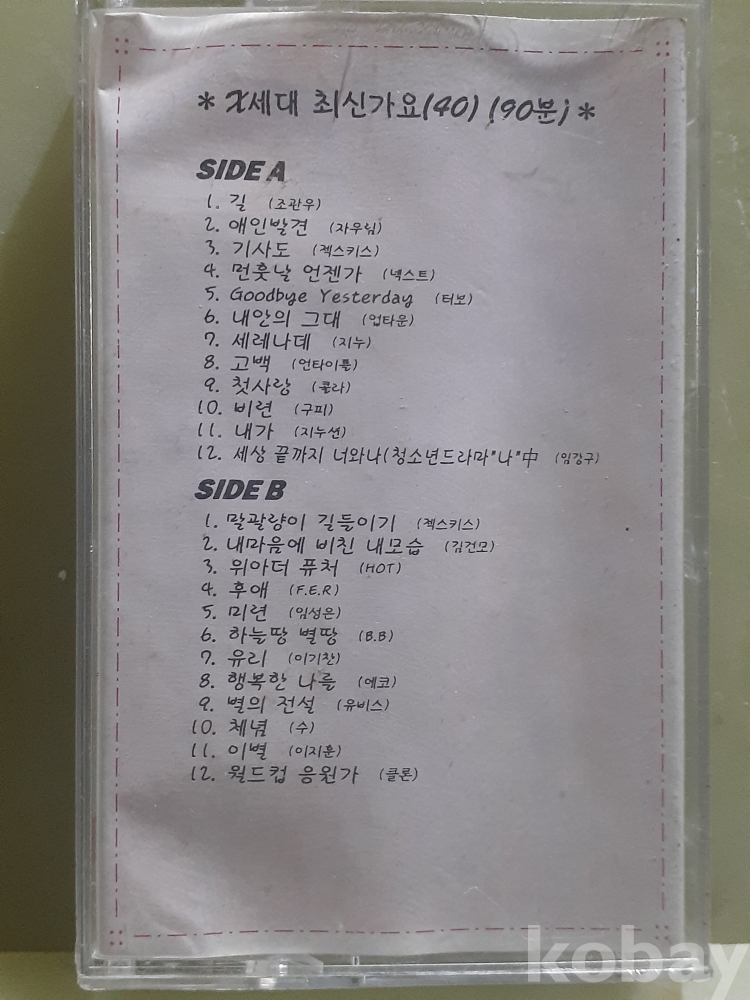 * X세대 최신가요(40) (90분) *
SIDE A
1. 길 (조관우)
2. 애인발견 (자우림)
3. 기사도 (젝스키스)
4. 먼훗날 언젠가 (넥스트)
5. Goodbye Yesterday (터보)
6. 내안의 그대 (업타운)
7. 세레나데 (지누)
8. 고백 (언타이틀)
9. 첫사랑 (쿨라)
10. 비련 (구피)
11. 내가 (지누션)
12. 세상 끝까지 너와나(청소년드라마"나"中 (임강구)
SIDE B
1. 말괄량이 길들이기 (젝스키스)
2. 내마음에 비친 내모습 (김건모)
3. 위아더 퓨처 (HOT)
4. 후애 (F.E.R)
5. 미련 (임성은)
6. 하늘땅 별땅 (B.B)
7. 유리 (이기찬)
8. 행복한 나를 (에코)
9. 별의 전설 (유비스)
10. 체념 (수)
11. 이별 (이지훈)
12. 월드컵 응원가 (클론)
kobay